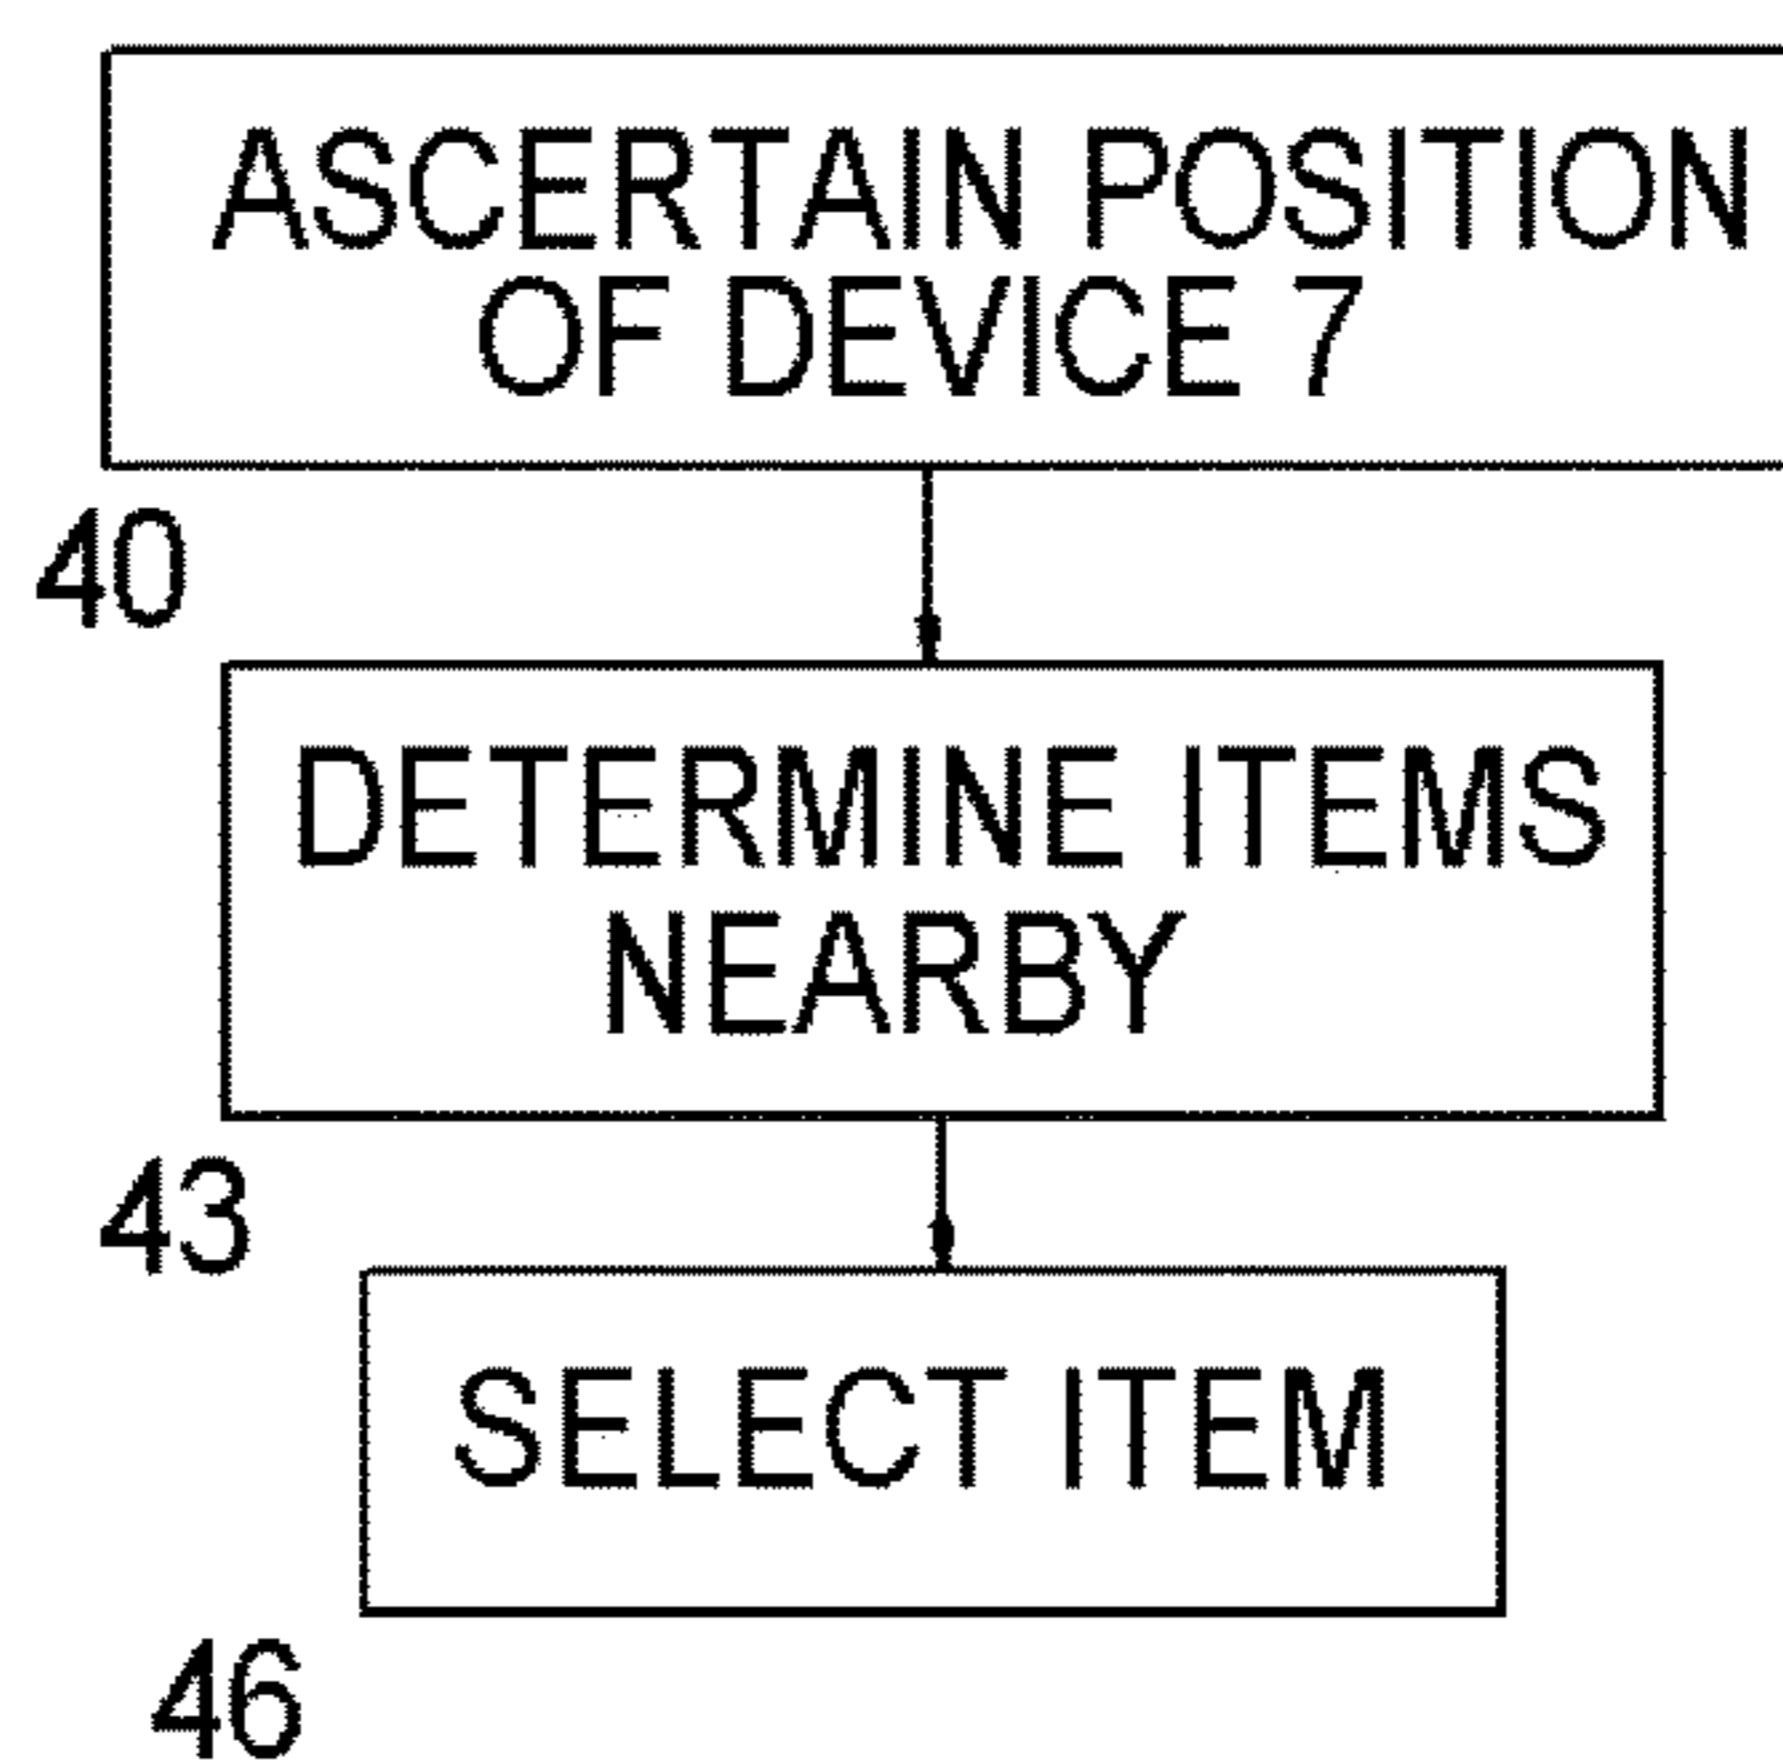 ASCERTAIN POSITION
OF DEVICE 7
40
DETERMINE ITEMS
NEARBY
43
SELECT ITEM
46